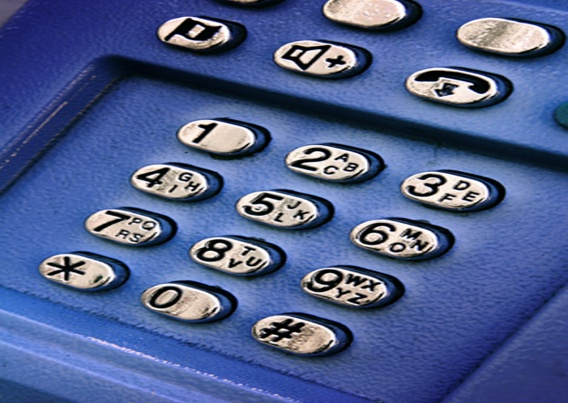 1
2 ABC
3 DEF
4 GHI
5 JKL
6 MNO
7 PQRS
8 TUV
9 WXYZ
*
0
#